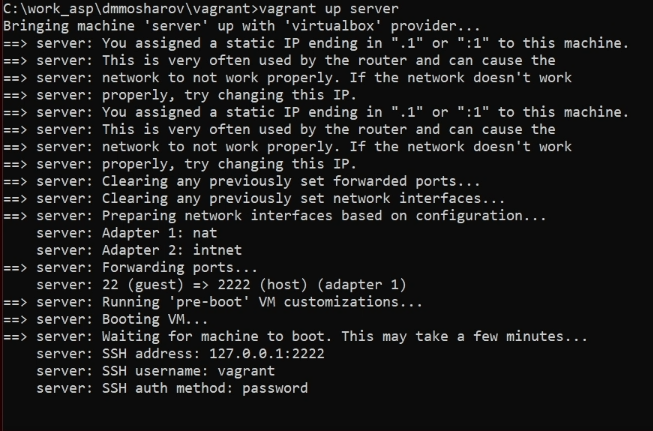 C:\work_asp\dmmosharov\vagrant>vagrant up server
Bringing machine 'server' up with 'virtualbox' provider...
==> server: You assigned a static IP ending in ".1" or ":1" to this machine.
==> server: This is very often used by the router and can cause the
==> server: network to not work properly. If the network doesn't work
==> server: properly, try changing this IP.
==> server: You assigned a static IP ending in ".1" or ":1" to this machine.
==> server: This is very often used by the router and can cause the
==> server: network to not work properly. If the network doesn't work
==> server: properly, try changing this IP.
==> server: Clearing any previously set forwarded ports...
==> server: Clearing any previously set network interfaces...
==> server: Preparing network interfaces based on configuration...
    server: Adapter 1: nat
    server: Adapter 2: intnet
==> server: Forwarding ports...
    server: 22 (guest) => 2222 (host) (adapter 1)
==> server: Running 'pre-boot' VM customizations...
==> server: Booting VM...
==> server: Waiting for machine to boot. This may take a few minutes...
    server: SSH address: 127.0.0.1:2222
    server: SSH username: vagrant
    server: SSH auth method: password